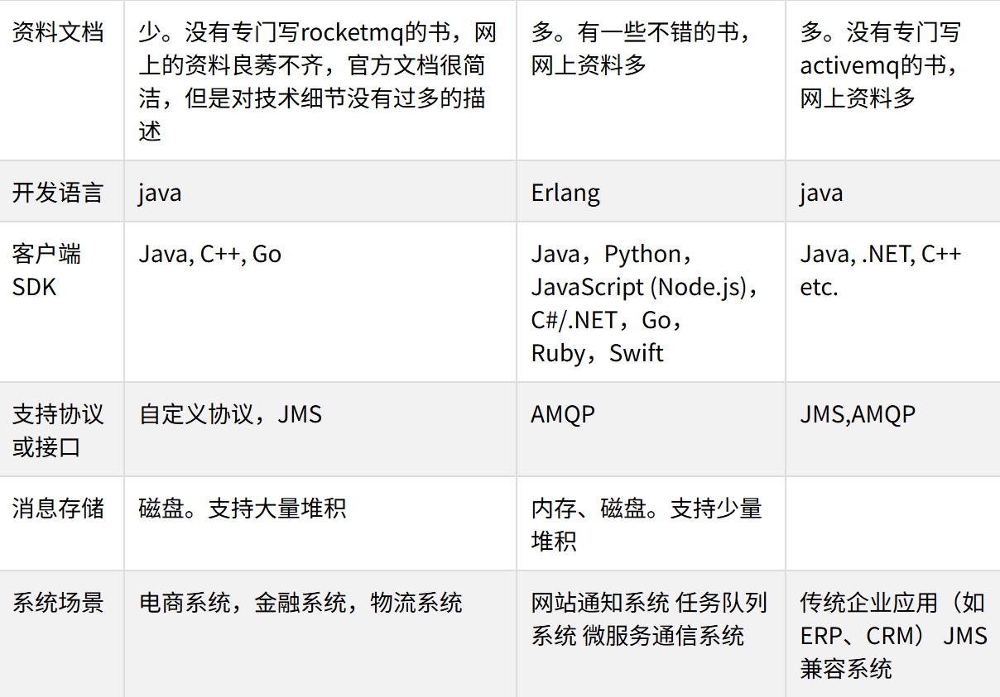 资料文档
少。没有专门写rocketmq的书，网
上的资料良莠不齐，官方文档很简
洁，但是对技术细节没有过多的描
述
多。有一些不错的书，
网上资料多
多。没有专门写
activemq的书，
网上资料多
开发语言
java
Erlang
java
客户端
SDK
Java, C++, Go
Java，Python，
JavaScript (Node.js)，
C#/.NET，Go，
Ruby，Swift
Java, .NET, C++
etc.
支持协议
或接口
自定义协议，JMS
AMQP
JMS,AMQP
消息存储
磁盘。支持大量堆积
内存、磁盘。支持少量
堆积
系统场景
电商系统，金融系统，物流系统
网站通知系统 任务队列
系统 微服务通信系统
传统企业应用（如
ERP、CRM） JMS
兼容系统